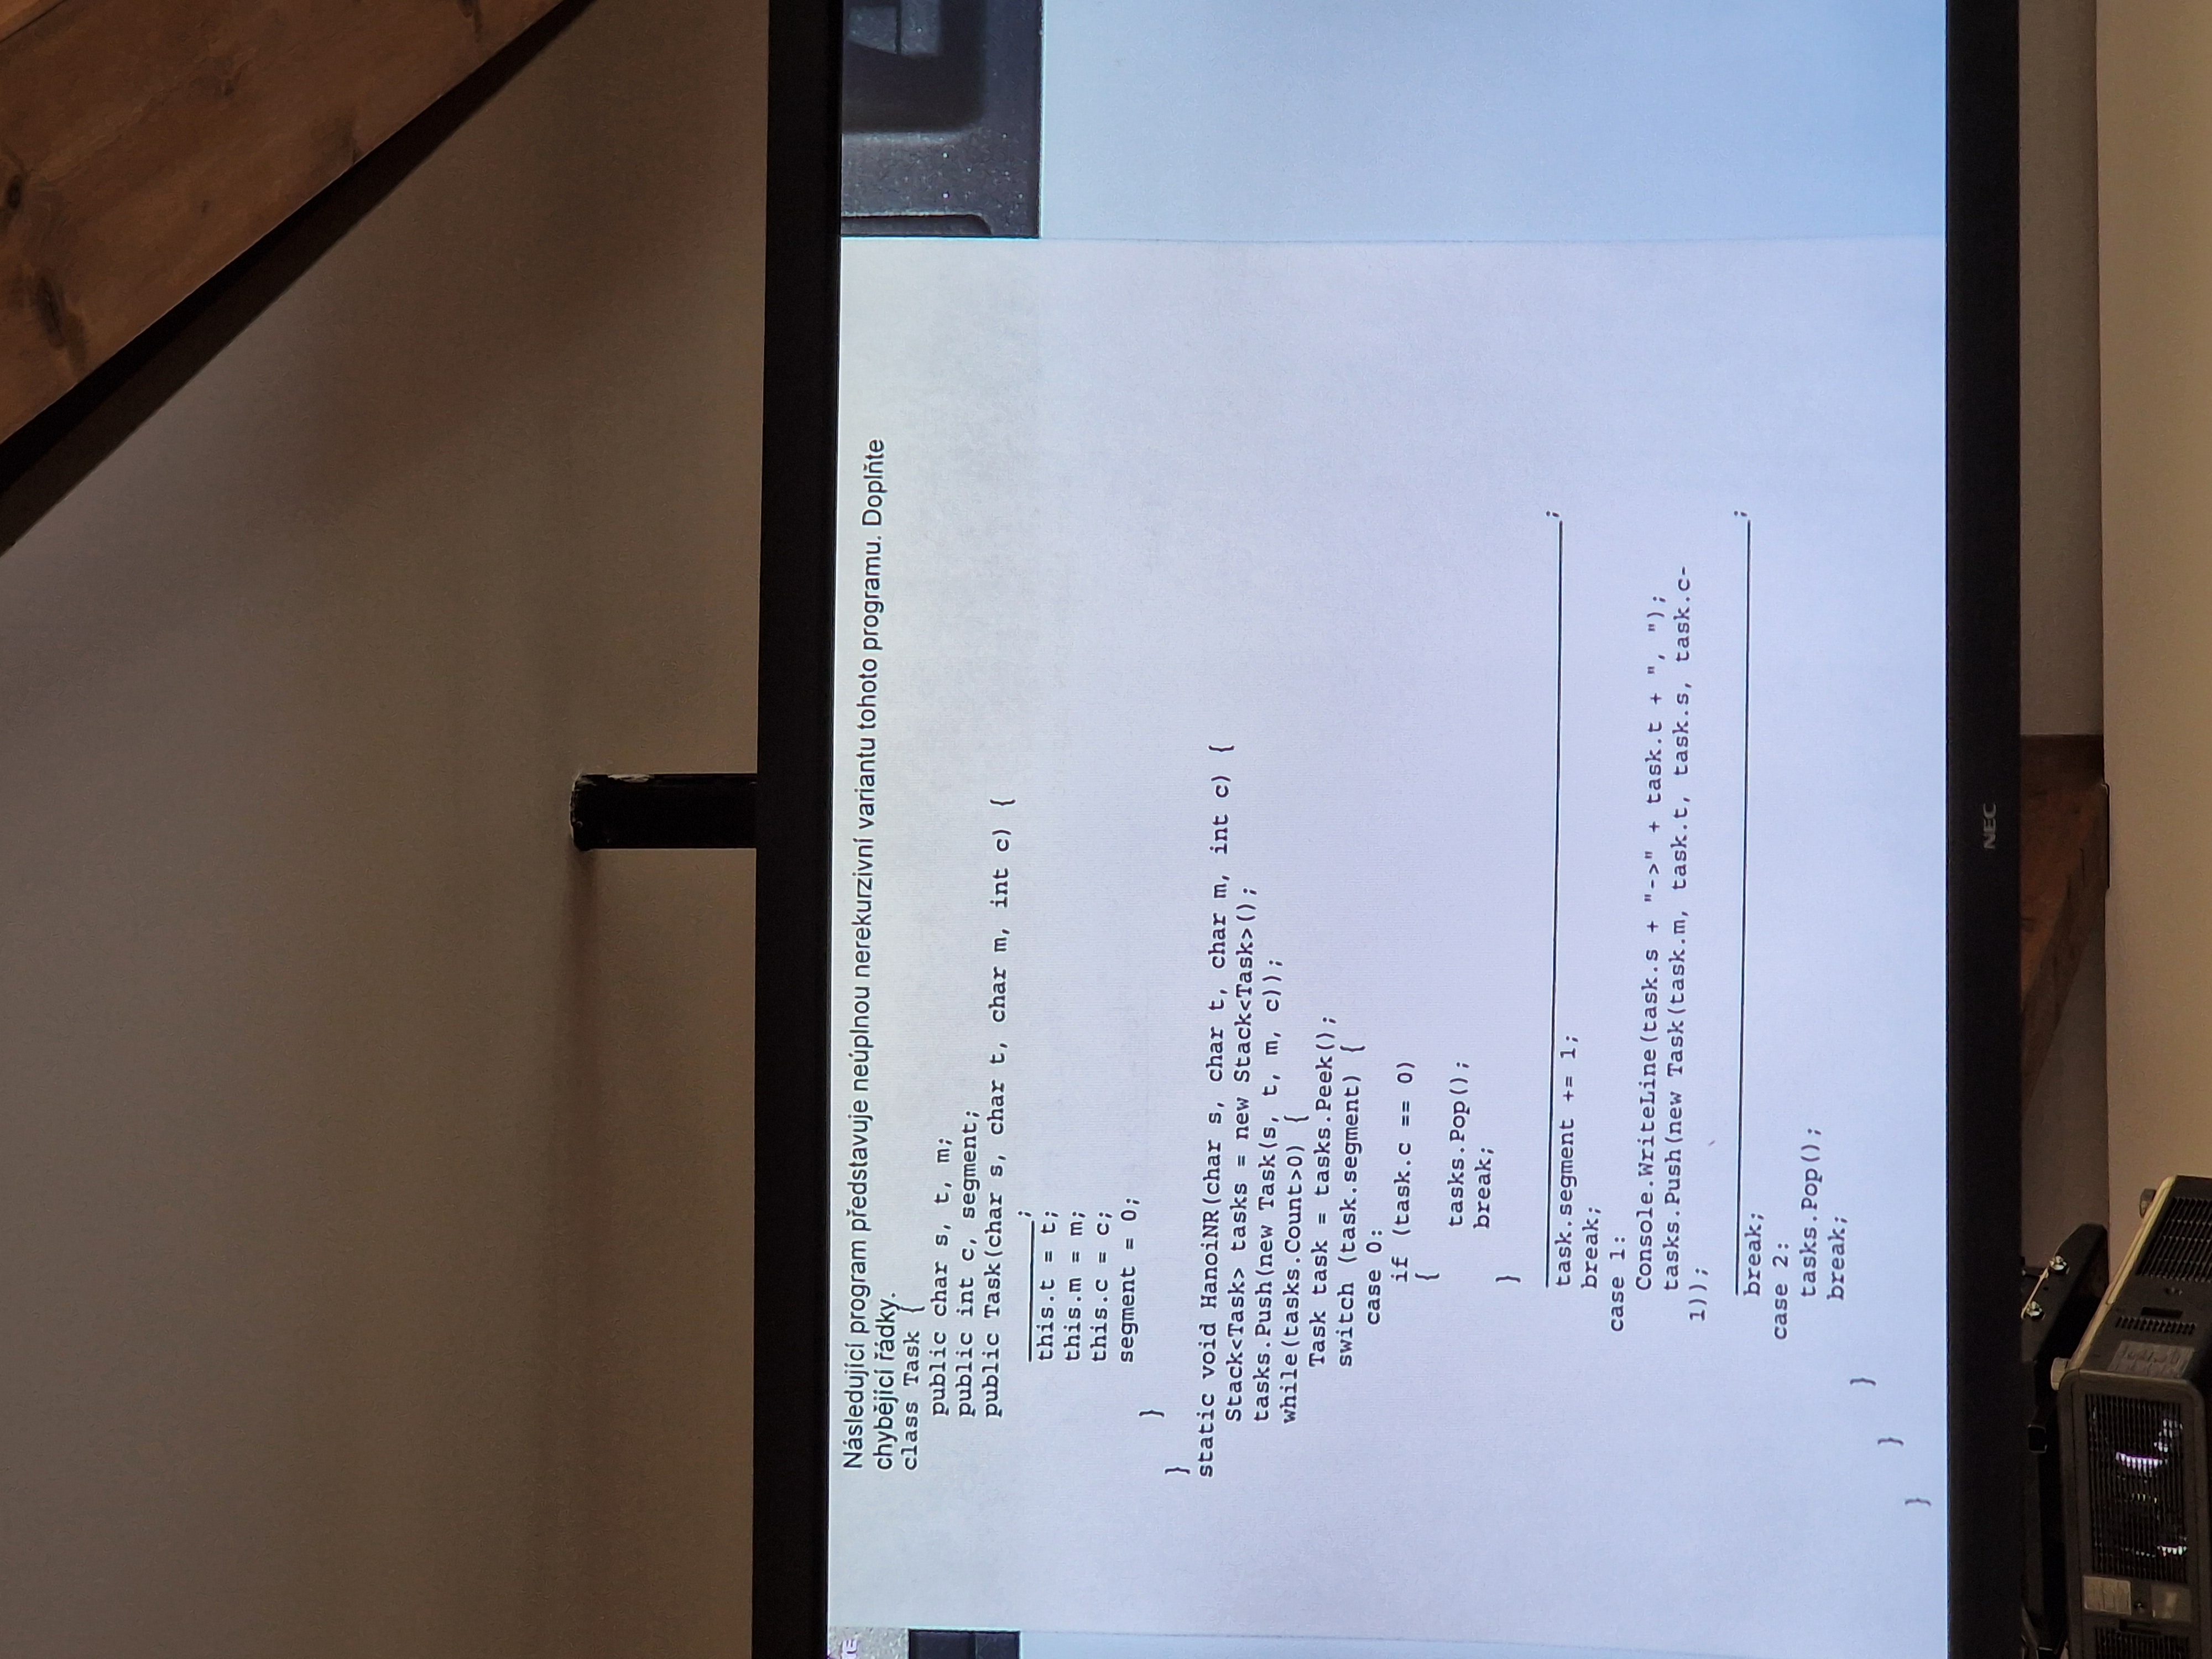 Následující program představuje neúplnou nerekurzivní variantu tohoto programu. Doplňte
chybějící řádky.
class Task {
public char s, t, m;
public int c, segment;
public Task(char s, char t, char m, int c) {
__________;
this.t = t;
this.m = m;
this.c = c;
segment = 0;
}
}
static void HanoiNR(char s, char t, char m, int c) {
Stack<Task> tasks = new Stack<Task>();
tasks.Push(new Task(s, t, m, c));
while(tasks.Count>0) {
Task task = tasks.Peek();
switch (task.segment) {
case 0:
if (task.c == 0)
{
tasks.Pop();
break;
}
______________________________________________________;
task.segment += 1;
break;
case 1:
Console.WriteLine(task.s + "->" + task.t + ", ");
tasks.Push(new Task(task.m, task.t, task.s, task.c-
1));
______________________________________________________;
break;
case 2:
tasks.Pop();
break;
}
}
}
NEC